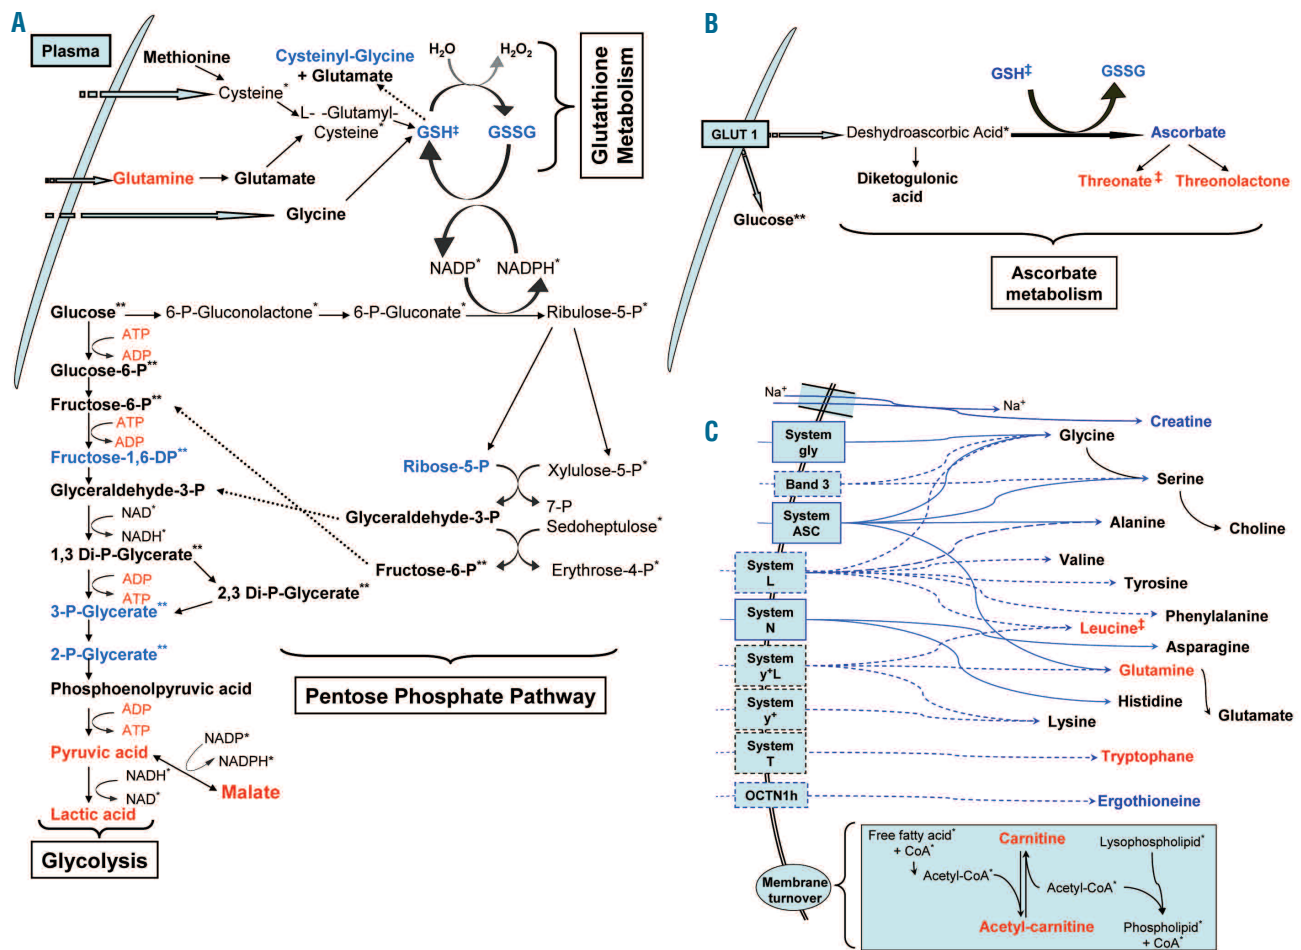 A
Plasma
Methionine
Cysteine*
Cysteinyl-Glycine
+ Glutamate
L- -Glutamyl-
Cysteine*
H₂O
H₂O₂
GSH‡
GSSG
Glutathione
Metabolism
Glutamine
Glutamate
Glycine
NADP*
NADPH*
Glucose**
6-P-Gluconolactone*
6-P-Gluconate*
Ribulose-5-P*
ATP
ADP
Glucose-6-P**
Fructose-6-P**
ATP
ADP
Fructose-1,6-DP**
Ribose-5-P
Xylulose-5-P*
Glyceraldehyde-3-P
Glyceraldehyde-3-P
7-P
Sedoheptulose*
NAD*
NADH*
1,3 Di-P-Glycerate**
Fructose-6-P**
Erythrose-4-P*
ADP
ATP
2,3 Di-P-Glycerate**
3-P-Glycerate**
2-P-Glycerate**
Phosphoenolpyruvic acid
Pentose Phosphate Pathway
ADP
ATP
Pyruvic acid
NADP*
NADPH*
NADH*
NAD*
Malate
Lactic acid
Glycolysis
B
GSH‡
GSSG
GLUT 1
Deshydroascorbic Acid*
Ascorbate
Diketogulonic
acid
Threonate‡
Threonolactone
Glucose**
Ascorbate
metabolism
C
Na⁺
Na⁺
Creatine
System
gly
Glycine
Band 3
Serine
System
ASC
Alanine
Choline
System
L
Valine
Tyrosine
System
N
Phenylalanine
Leucine‡
Asparagine
System
y⁺L
Glutamine
System
y⁺
Histidine
Glutamate
Lysine
System
T
Tryptophane
OCTN1h
Ergothioneine
Membrane
turnover
Free fatty acid*
+ CoA*
Acetyl-CoA*
Carnitine
Acetyl-CoA*
Acetyl-carnitine
Lysophospholipid*
Phospholipid*
+ CoA*